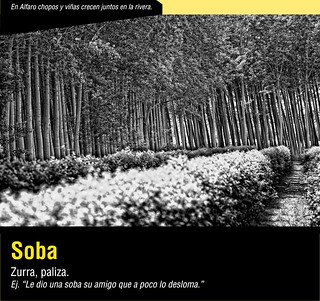 En Alfaro chopos y viñas crecen juntos en la rivera.
Soba
Zurra, paliza.
Ej. “Le dio una soba su amigo que a poco lo desloma.”